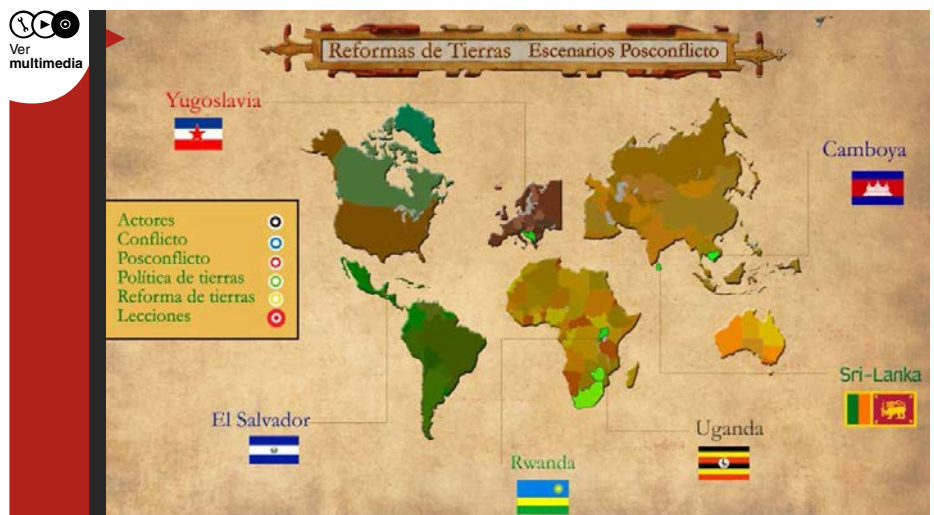 Ver
multimedia
Reformas de Tierras Escenarios Posconflicto
Yugoslavia
Camboya
Actores
Conflicto
Posconflicto
Política de tierras
Reforma de tierras
Lecciones
Sri-Lanka
El Salvador
Uganda
Rwanda